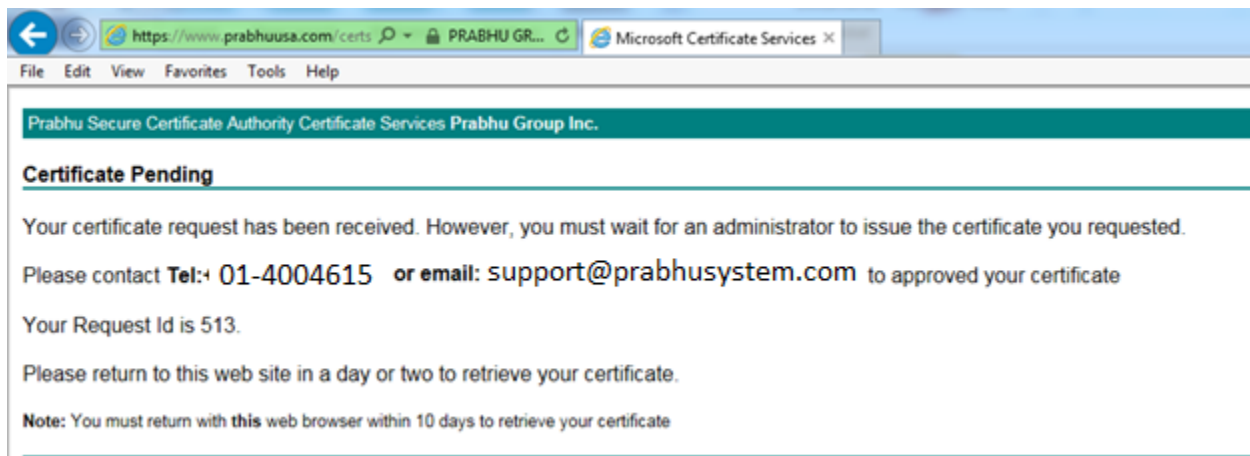 https://www.prabhuusa.com/certs PRABHU GR... Microsoft Certificate Services
File Edit View Favorites Tools Help
Prabhu Secure Certificate Authority Certificate Services Prabhu Group Inc.
Certificate Pending
Your certificate request has been received. However, you must wait for an administrator to issue the certificate you requested.
Please contact Tel: 01-4004615 or email: support@prabhusystem.com to approved your certificate
Your Request Id is 513.
Please return to this web site in a day or two to retrieve your certificate.
Note: You must return with this web browser within 10 days to retrieve your certificate